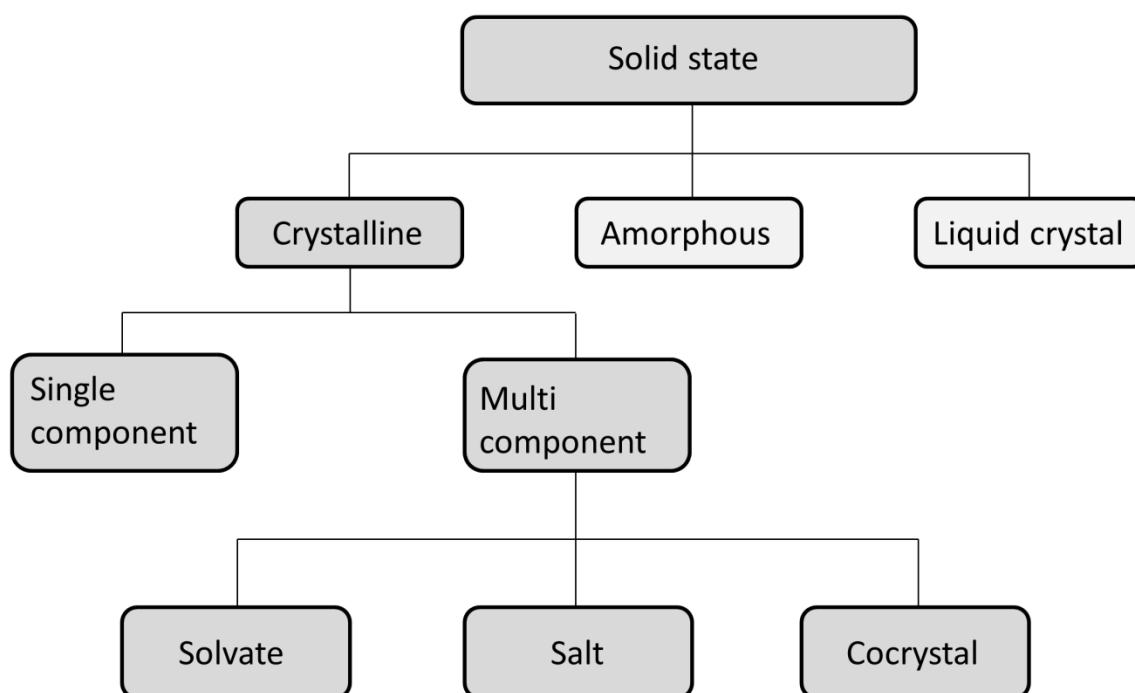 Solid state
Crystalline
Amorphous
Liquid crystal
Single
component
Multi
component
Solvate
Salt
Cocrystal